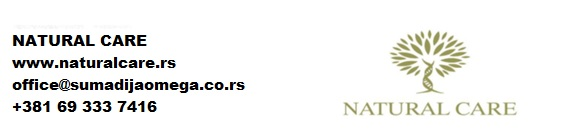 NATURAL CARE
www.naturalcare.rs
office@sumadijaomega.co.rs
+381 69 333 7416
NATURAL CARE